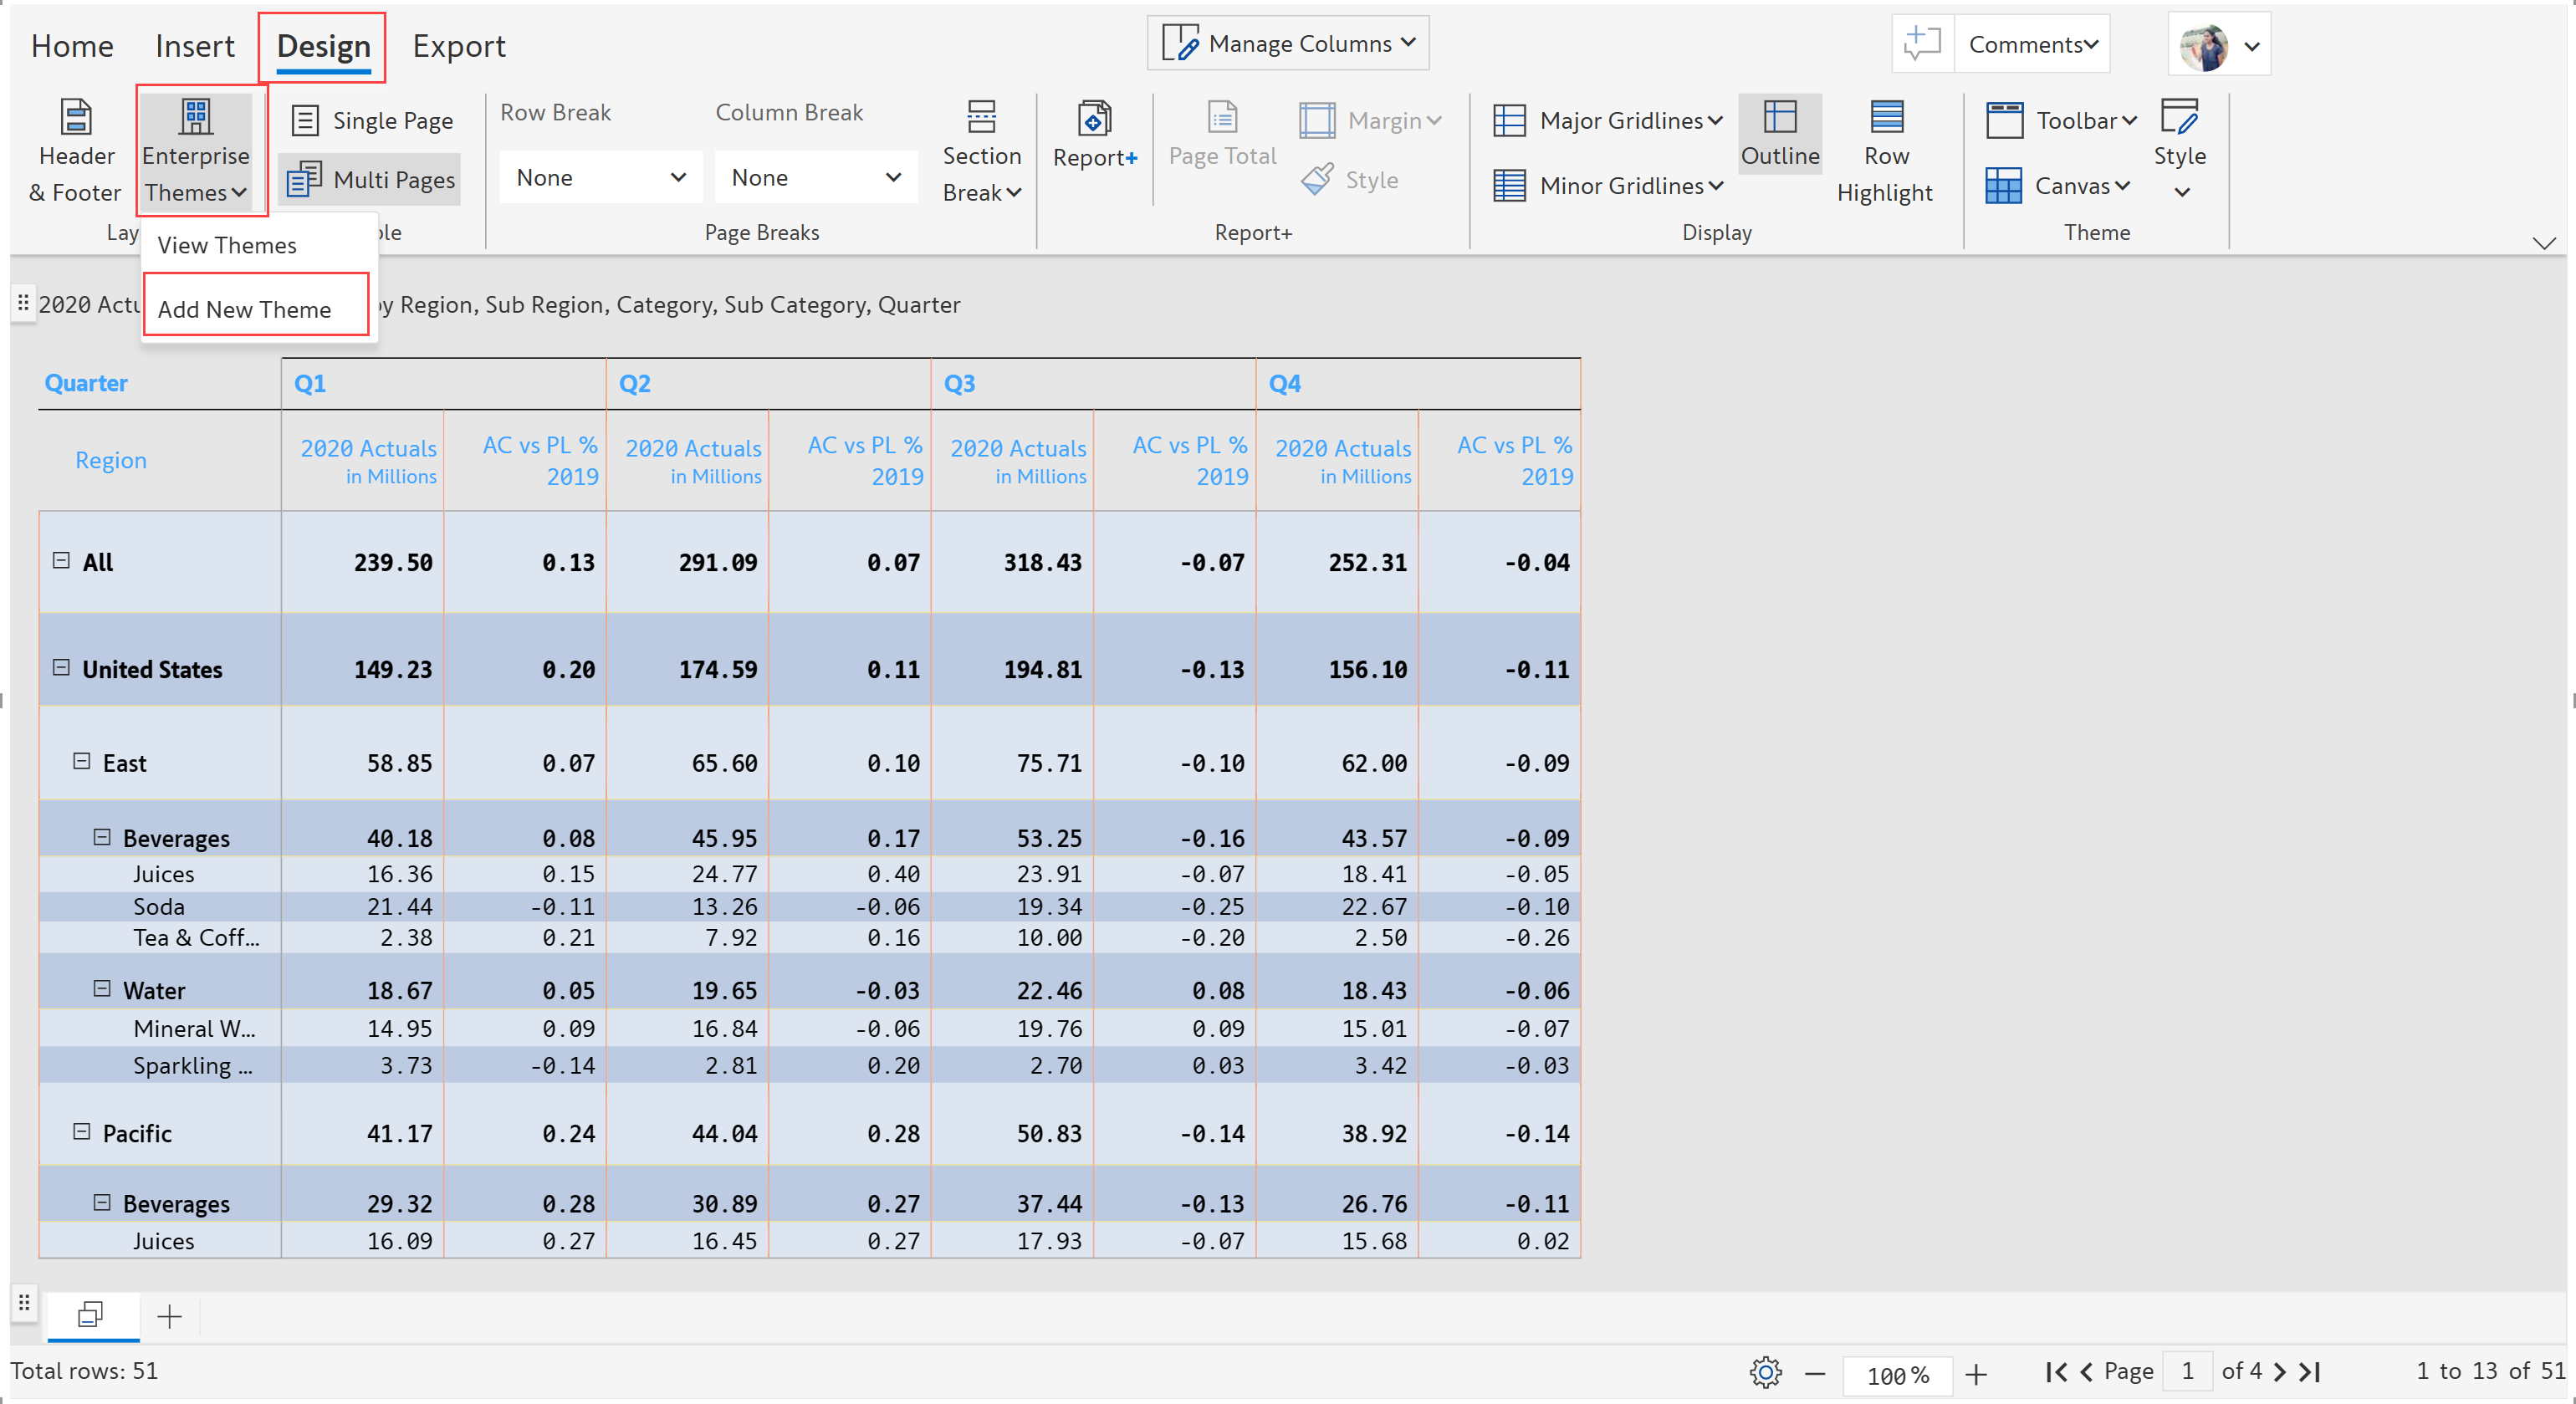 Home Insert Design Export Manage Columns Comments
Header & Footer
Enterprise Themes
Single Page
Multi Pages
Row Break
None
Column Break
None
Section Break
Report+
Page Total
Margin
Style
Major Gridlines
Minor Gridlines
Outline
Row Highlight
Toolbar
Canvas
Style
Lay le Page Breaks Report+ Display Theme
View Themes
Add New Theme
2020 Actu y Region, Sub Region, Category, Sub Category, Quarter
Quarter Q1 Q2 Q3 Q4
Region 2020 Actuals in Millions AC vs PL % 2019 2020 Actuals in Millions AC vs PL % 2019 2020 Actuals in Millions AC vs PL % 2019 2020 Actuals in Millions AC vs PL % 2019
All 239.50 0.13 291.09 0.07 318.43 -0.07 252.31 -0.04
United States 149.23 0.20 174.59 0.11 194.81 -0.13 156.10 -0.11
East 58.85 0.07 65.60 0.10 75.71 -0.10 62.00 -0.09
Beverages 40.18 0.08 45.95 0.17 53.25 -0.16 43.57 -0.09
Juices 16.36 0.15 24.77 0.40 23.91 -0.07 18.41 -0.05
Soda 21.44 -0.11 13.26 -0.06 19.34 -0.25 22.67 -0.10
Tea & Coff... 2.38 0.21 7.92 0.16 10.00 -0.20 2.50 -0.26
Water 18.67 0.05 19.65 -0.03 22.46 0.08 18.43 -0.06
Mineral W... 14.95 0.09 16.84 -0.06 19.76 0.09 15.01 -0.07
Sparkling ... 3.73 -0.14 2.81 0.20 2.70 0.03 3.42 -0.03
Pacific 41.17 0.24 44.04 0.28 50.83 -0.14 38.92 -0.14
Beverages 29.32 0.28 30.89 0.27 37.44 -0.13 26.76 -0.11
Juices 16.09 0.27 16.45 0.27 17.93 -0.07 15.68 0.02
Total rows: 51 100 % Page 1 of 4 1 to 13 of 51